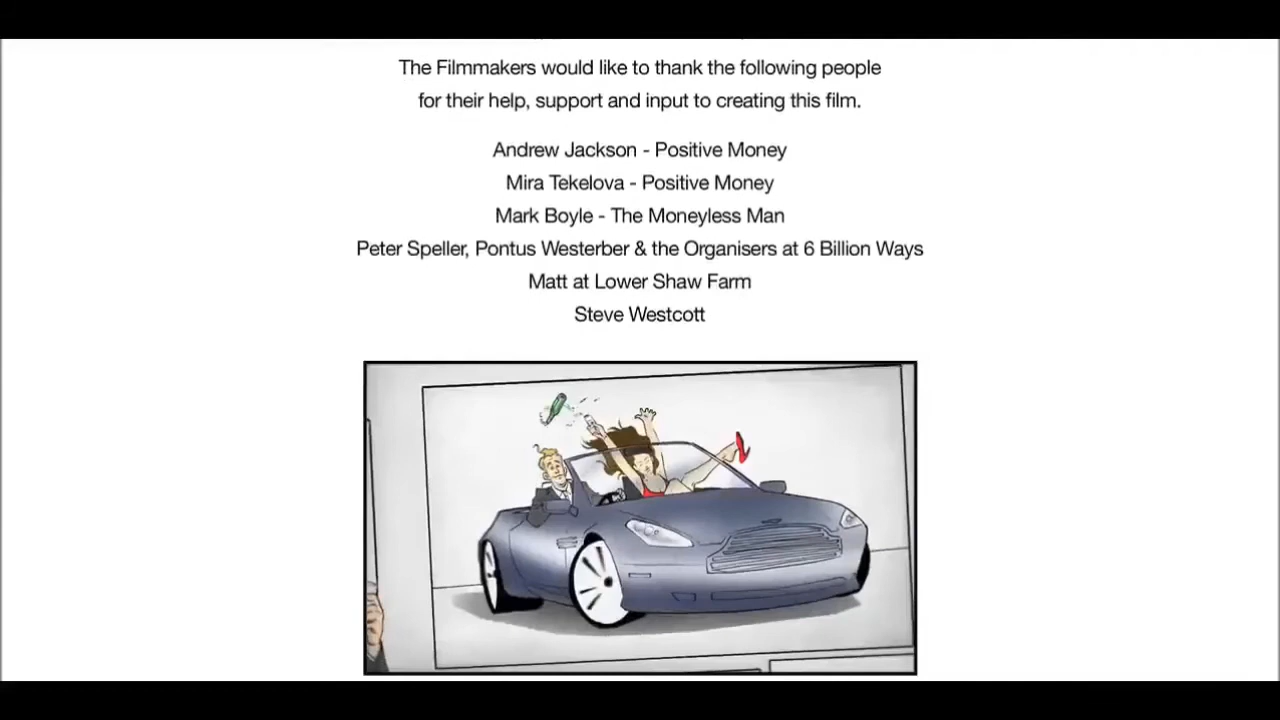 The Filmmakers would like to thank the following people
for their help, support and input to creating this film.
Andrew Jackson - Positive Money
Mira Tekelova - Positive Money
Mark Boyle - The Moneyless Man
Peter Speller, Pontus Westerber & the Organisers at 6 Billion Ways
Matt at Lower Shaw Farm
Steve Westcott